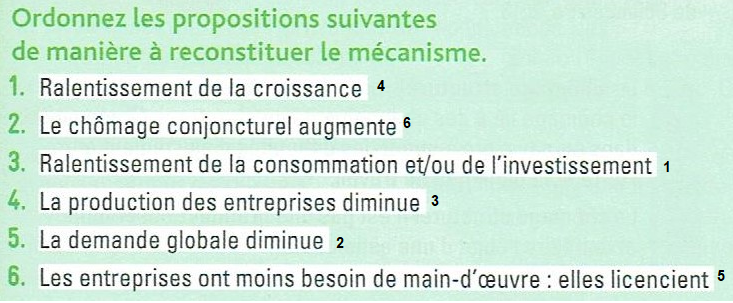 Ordonnez les propositions suivantes
de manière à reconstituer le mécanisme.
1. Ralentissement de la croissance 4
2. Le chômage conjoncturel augmente 6
3. Ralentissement de la consommation et/ou de l'investissement 1
4. La production des entreprises diminue 3
5. La demande globale diminue 2
6. Les entreprises ont moins besoin de main-d'œuvre : elles licencient 5